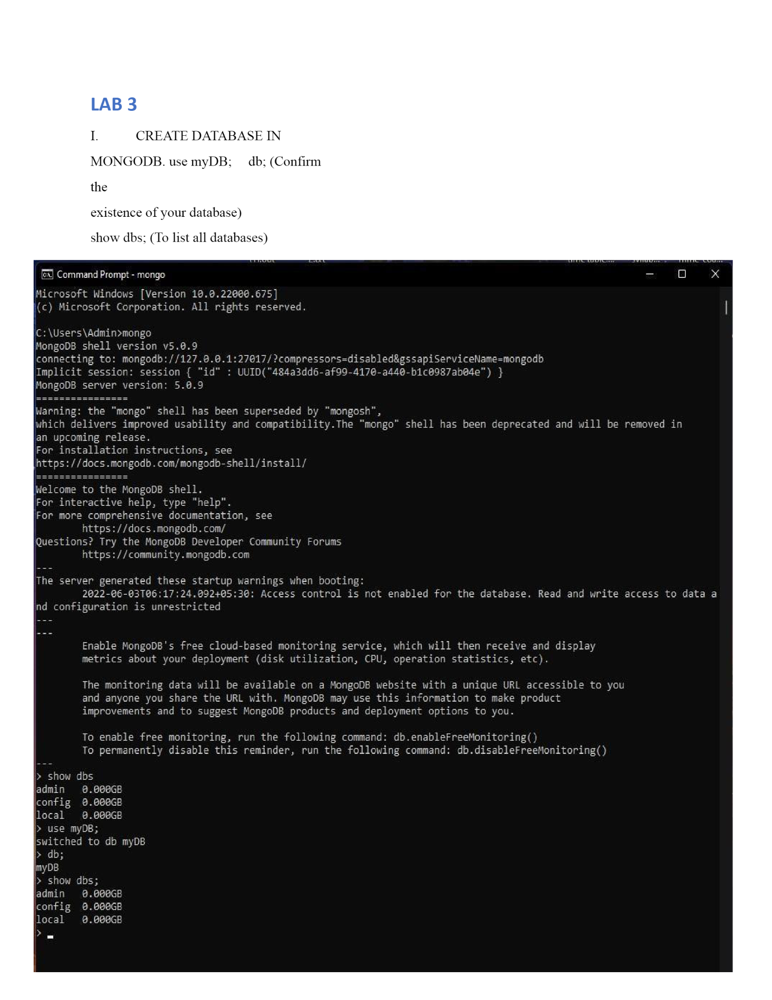 LAB 3
I. CREATE DATABASE IN
MONGODB. use myDB; db; (Confirm
the
existence of your database)
show dbs; (To list all databases)
Command Prompt - mongo
Microsoft Windows [Version 10.0.22000.675]
(c) Microsoft Corporation. All rights reserved.
C:\Users\Admin>mongo
MongoDB shell version v5.0.9
connecting to: mongodb://127.0.0.1:27017/?compressors=disabled&gssapiServiceName=mongodb
Implicit session: session { "id" : UUID("484a3dd6-af99-4170-a440-b1c0987ab04e") }
MongoDB server version: 5.0.9
================
Warning: the "mongo" shell has been superseded by "mongosh",
which delivers improved usability and compatibility.The "mongo" shell has been deprecated and will be removed in
an upcoming release.
For installation instructions, see
https://docs.mongodb.com/mongodb-shell/install/
================
Welcome to the MongoDB shell.
For interactive help, type "help".
For more comprehensive documentation, see
https://docs.mongodb.com/
Questions? Try the MongoDB Developer Community Forums
https://community.mongodb.com
---
The server generated these startup warnings when booting:
2022-06-03T06:17:24.092+05:30: Access control is not enabled for the database. Read and write access to data a
nd configuration is unrestricted
---
---
Enable MongoDB's free cloud-based monitoring service, which will then receive and display
metrics about your deployment (disk utilization, CPU, operation statistics, etc).
The monitoring data will be available on a MongoDB website with a unique URL accessible to you
and anyone you share the URL with. MongoDB may use this information to make product
improvements and to suggest MongoDB products and deployment options to you.
To enable free monitoring, run the following command: db.enableFreeMonitoring()
To permanently disable this reminder, run the following command: db.disableFreeMonitoring()
---
> show dbs
admin 0.000GB
config 0.000GB
local 0.000GB
> use myDB;
switched to db myDB
> db;
myDB
> show dbs;
admin 0.000GB
config 0.000GB
local 0.000GB
>